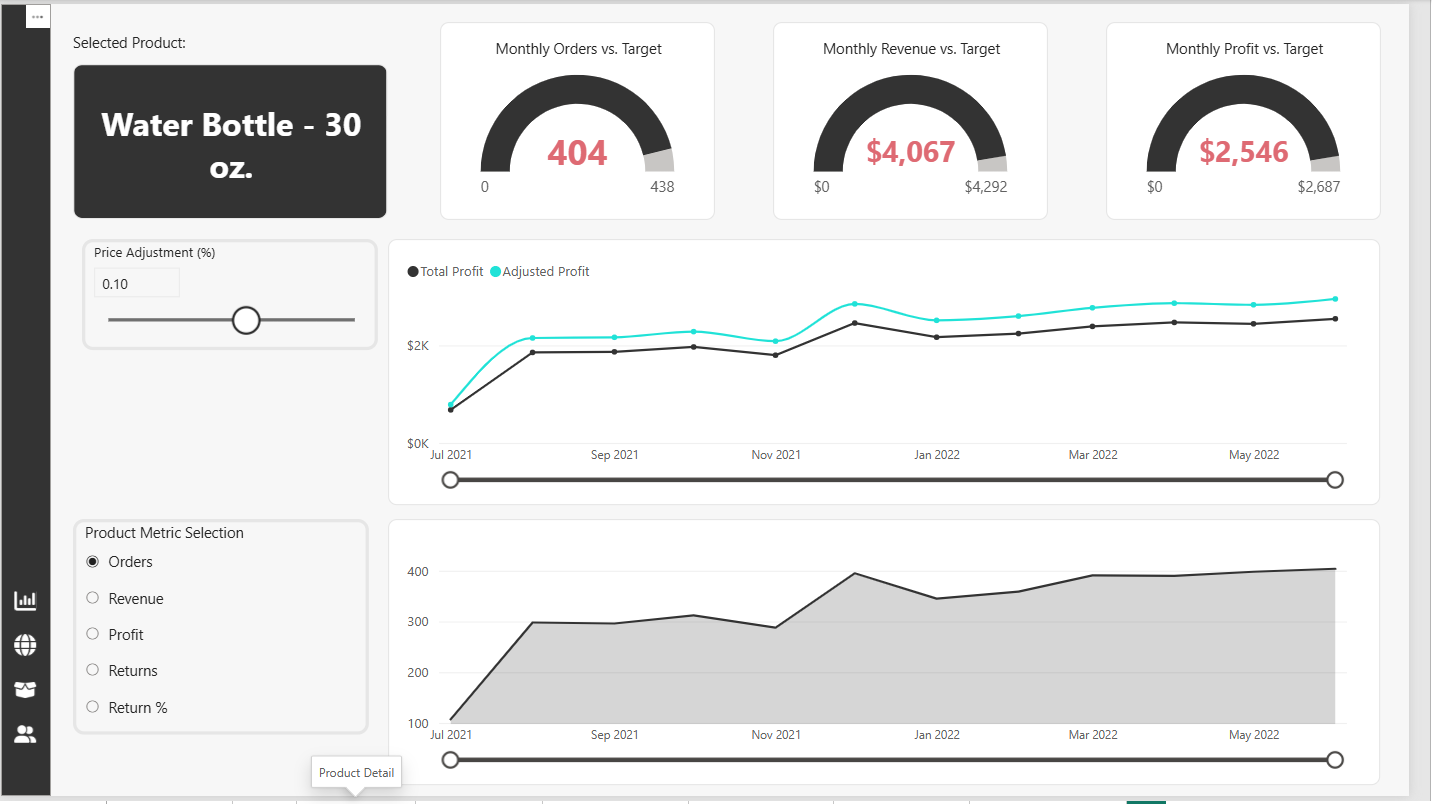 ...
Selected Product:
Water Bottle - 30
oz.
Monthly Orders vs. Target
404
0
438
Monthly Revenue vs. Target
$4,067
$0
$4,292
Monthly Profit vs. Target
$2,546
$0
$2,687
Price Adjustment (%)
0.10
Total Profit
Adjusted Profit
$2K
$0K
Jul 2021
Sep 2021
Nov 2021
Jan 2022
Mar 2022
May 2022
Product Metric Selection
Orders
Revenue
Profit
Returns
Return %
400
300
200
100
Jul 2021
Sep 2021
Nov 2021
Jan 2022
Mar 2022
May 2022
Product Detail